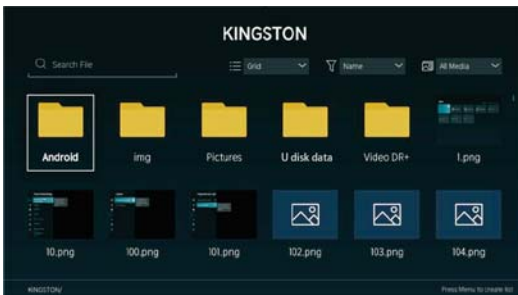 KINGSTON
Search File
Grid
Name
All Media
Android
img
Pictures
U disk data
Video DR+
1.png
10.png
100.png
101.png
102.png
103.png
104.png
KINGSTON/
Press Menu to create list